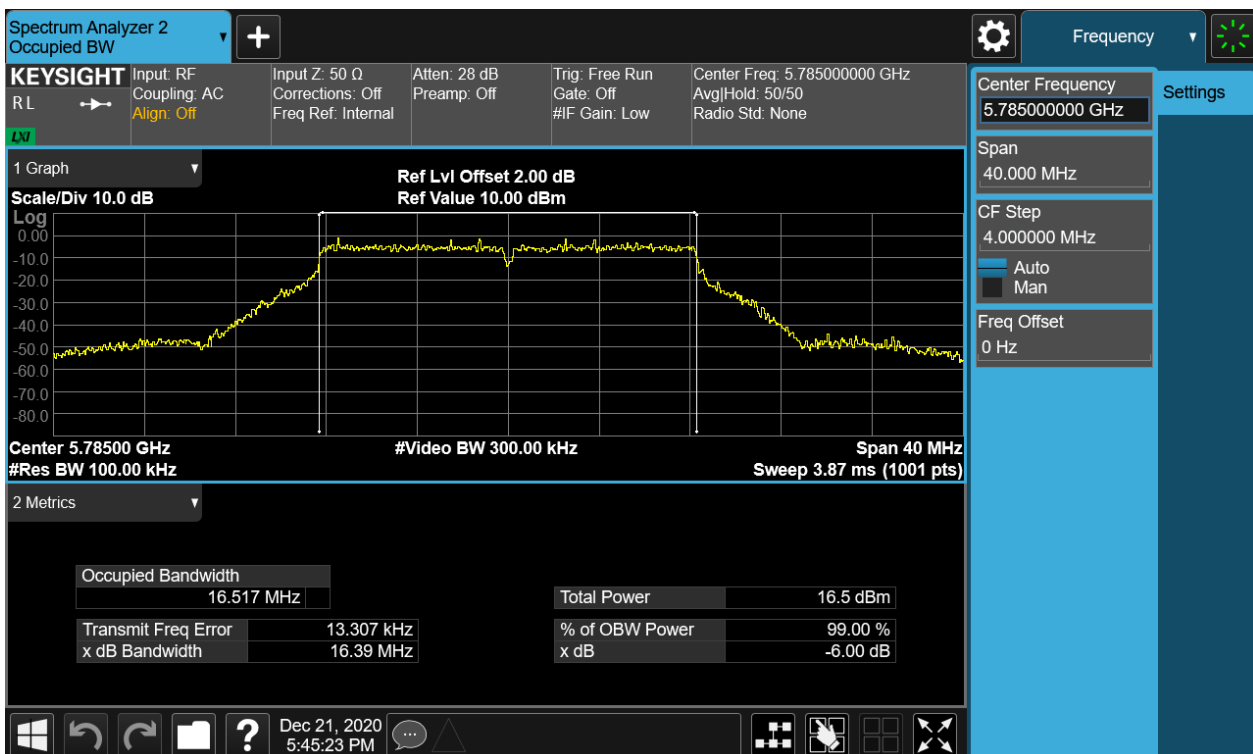 Spectrum Analyzer 2
Occupied BW
▼
+
Frequency ▼
KEYSIGHT
R L
LXI
Input: RF
Coupling: AC
Align: Off
Input Z: 50 Ω
Corrections: Off
Freq Ref: Internal
Atten: 28 dB
Preamp: Off
Trig: Free Run
Gate: Off
#IF Gain: Low
Center Freq: 5.785000000 GHz
Avg|Hold: 50/50
Radio Std: None
Center Frequency
5.785000000 GHz
Settings
Span
40.000 MHz
CF Step
4.000000 MHz
Auto
Man
Freq Offset
0 Hz
1 Graph ▼
Ref Lvl Offset 2.00 dB
Scale/Div 10.0 dB
Ref Value 10.00 dBm
Log
0.00
-10.0
-20.0
-30.0
-40.0
-50.0
-60.0
-70.0
-80.0
Center 5.78500 GHz
#Video BW 300.00 kHz
Span 40 MHz
#Res BW 100.00 kHz
Sweep 3.87 ms (1001 pts)
2 Metrics ▼
Occupied Bandwidth
16.517 MHz
Total Power 16.5 dBm
Transmit Freq Error 13.307 kHz
% of OBW Power 99.00 %
x dB Bandwidth 16.39 MHz
x dB -6.00 dB
?
Dec 21, 2020
5:45:23 PM